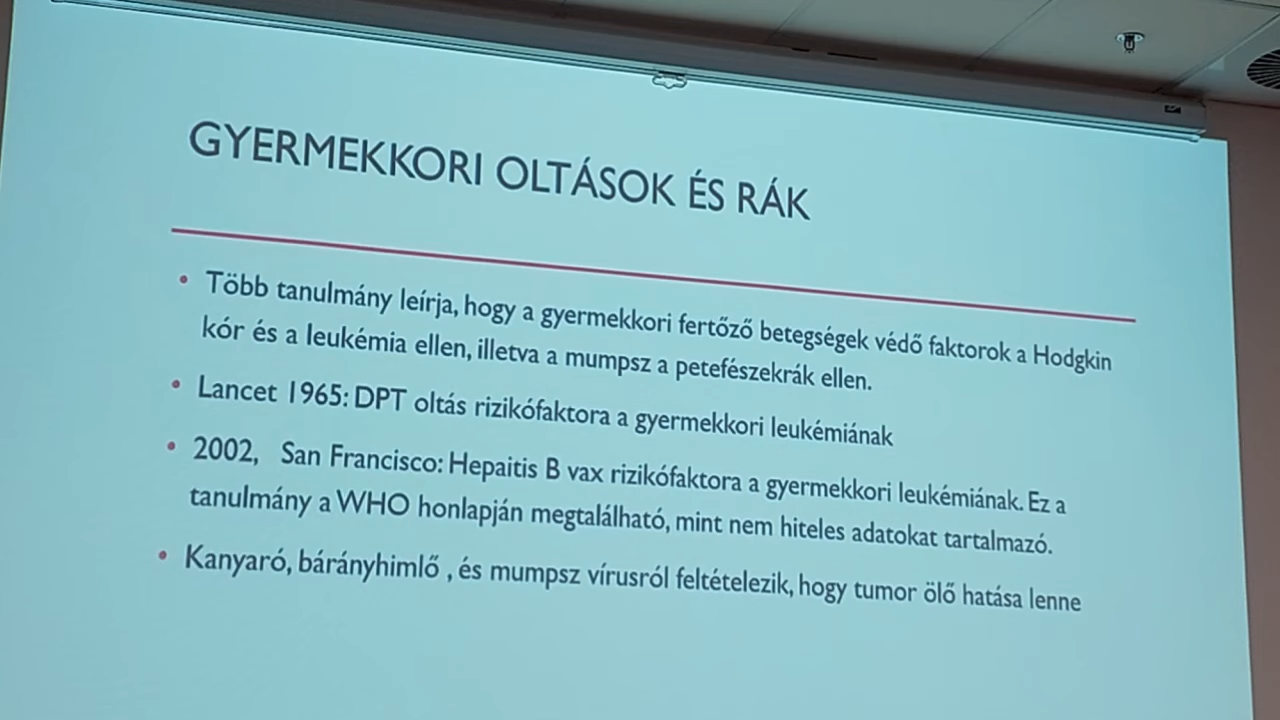 GYERMEKKORI OLTÁSOK ÉS RÁK
• Több tanulmány leírja, hogy a gyermekkori fertőző betegségek védő faktorok a Hodgkin
kór és a leukémia ellen, illetva a mumpsz a petefészekrák ellen.
• Lancet 1965: DPT oltás rizikófaktora a gyermekkori leukémiának
• 2002, San Francisco: Hepaitis B vax rizikófaktora a gyermekkori leukémiának. Ez a
tanulmány a WHO honlapján megtalálható, mint nem hiteles adatokat tartalmazó.
• Kanyaró, bárányhimlő , és mumpsz vírusról feltételezik, hogy tumor ölő hatása lenne